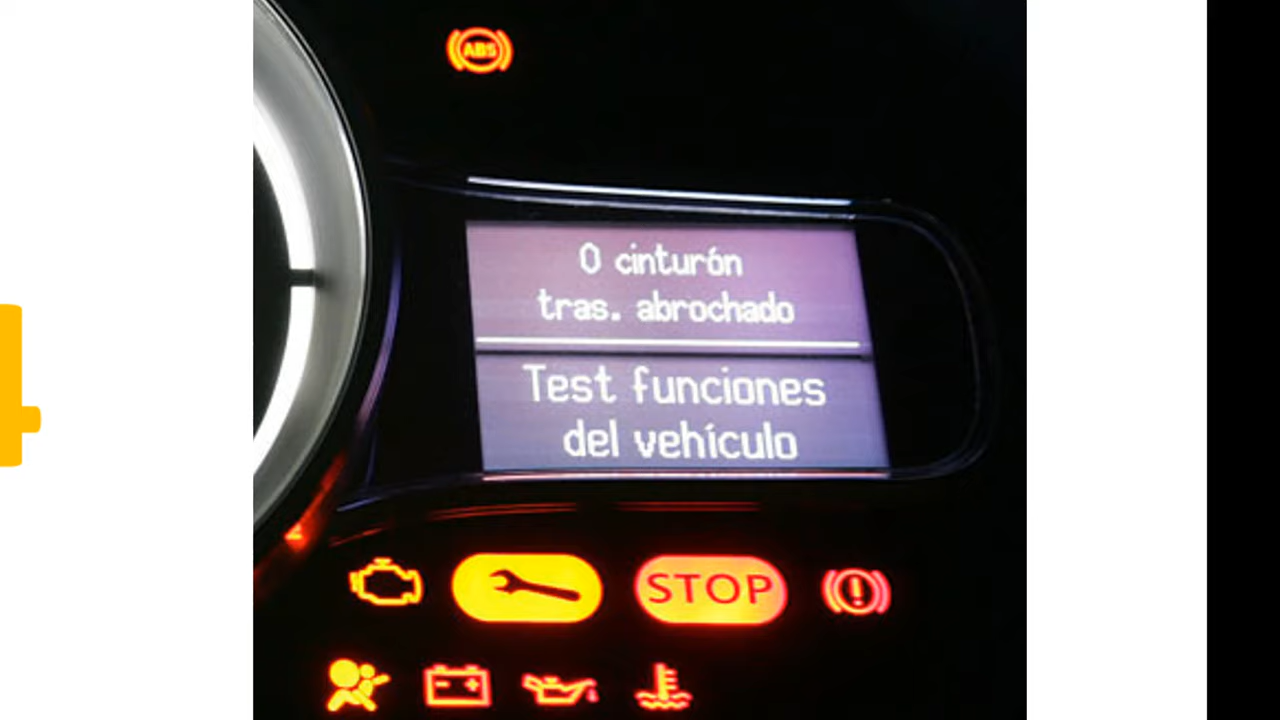 ABS
0 cinturón
tras. abrochado
Test funciones
del vehículo
STOP